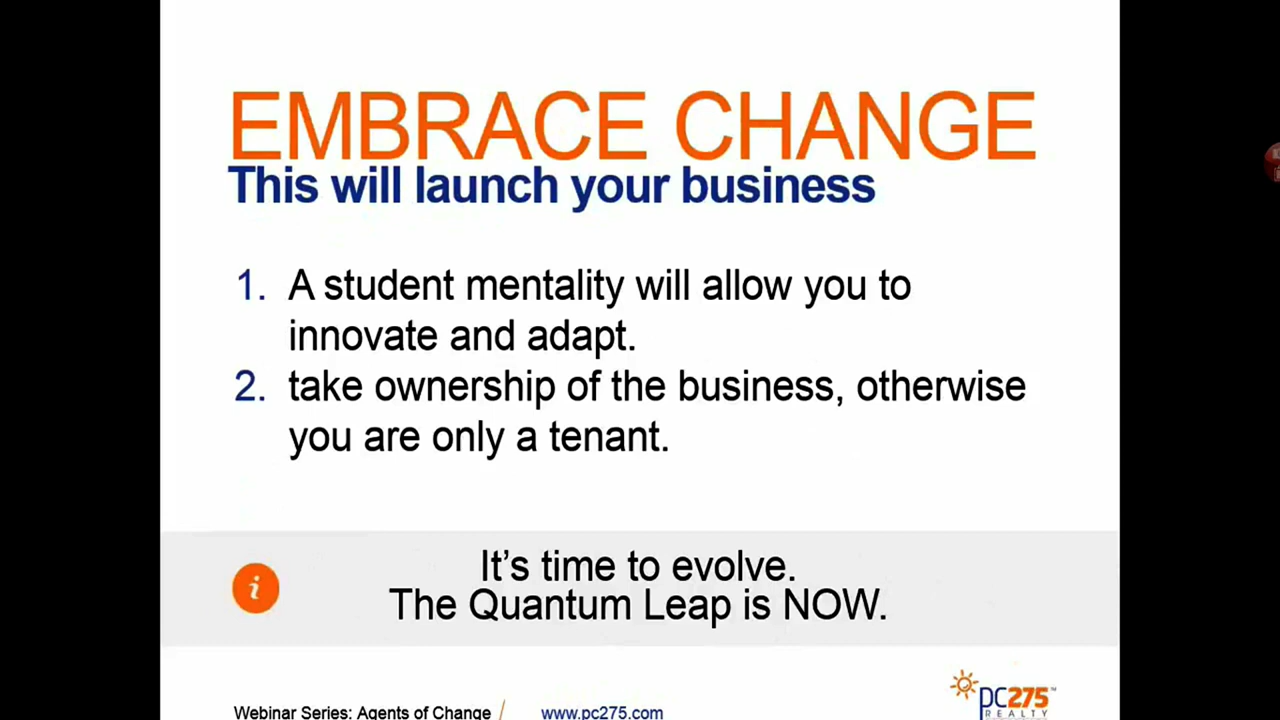 EMBRACE CHANGE
This will launch your business
1. A student mentality will allow you to
innovate and adapt.
2. take ownership of the business, otherwise
you are only a tenant.
i
It's time to evolve.
The Quantum Leap is NOW.
Webinar Series: Agents of Change / www.pc275.com
pc275™
REALTY